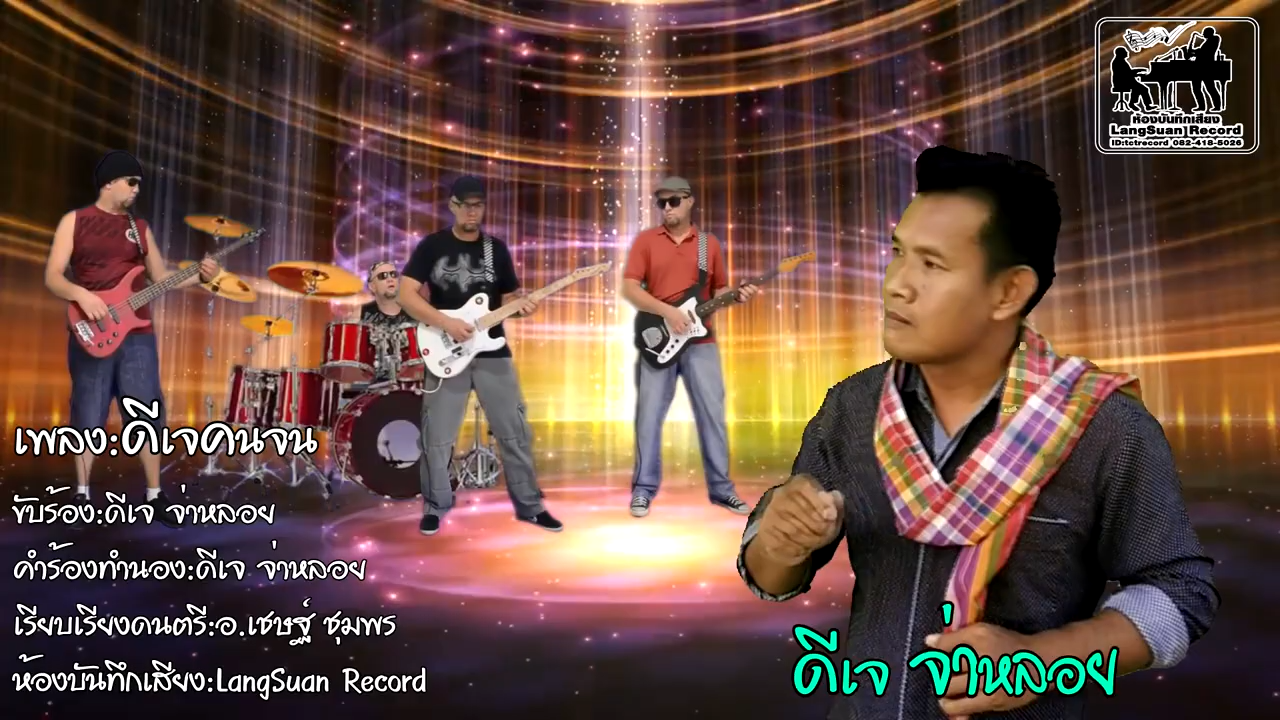 ห้องบันทึกเสียง
LangSuan Record
ID:tctrecord 082-418-5026
เพลง:ดีเจคนจน
ขับร้อง:ดีเจ จ่าหลอย
คำร้องทำนอง:ดีเจ จ่าหลอย
เรียบเรียงดนตรี:อ.เชษฐ์ ชุมพร
ห้องบันทึกเสียง:LangSuan Record
ดีเจ จ่าหลอย